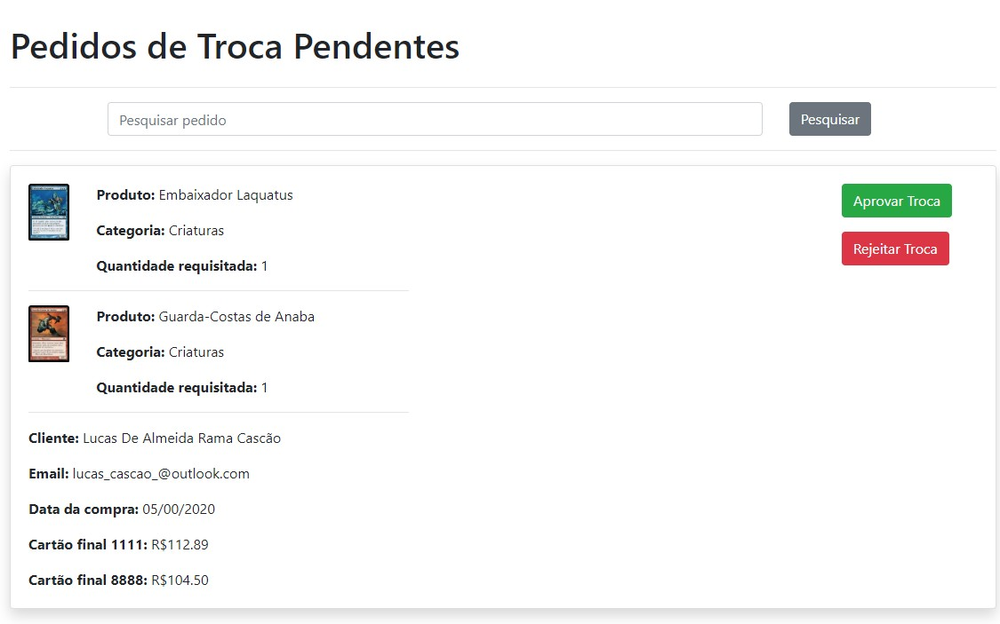 Pedidos de Troca Pendentes
Pesquisar pedido
Pesquisar
Produto: Embaixador Laquatus
Categoria: Criaturas
Quantidade requisitada: 1
Aprovar Troca
Rejeitar Troca
Produto: Guarda-Costas de Anaba
Categoria: Criaturas
Quantidade requisitada: 1
Cliente: Lucas De Almeida Rama Cascão
Email: lucas_cascao_@outlook.com
Data da compra: 05/00/2020
Cartão final 1111: R$112.89
Cartão final 8888: R$104.50